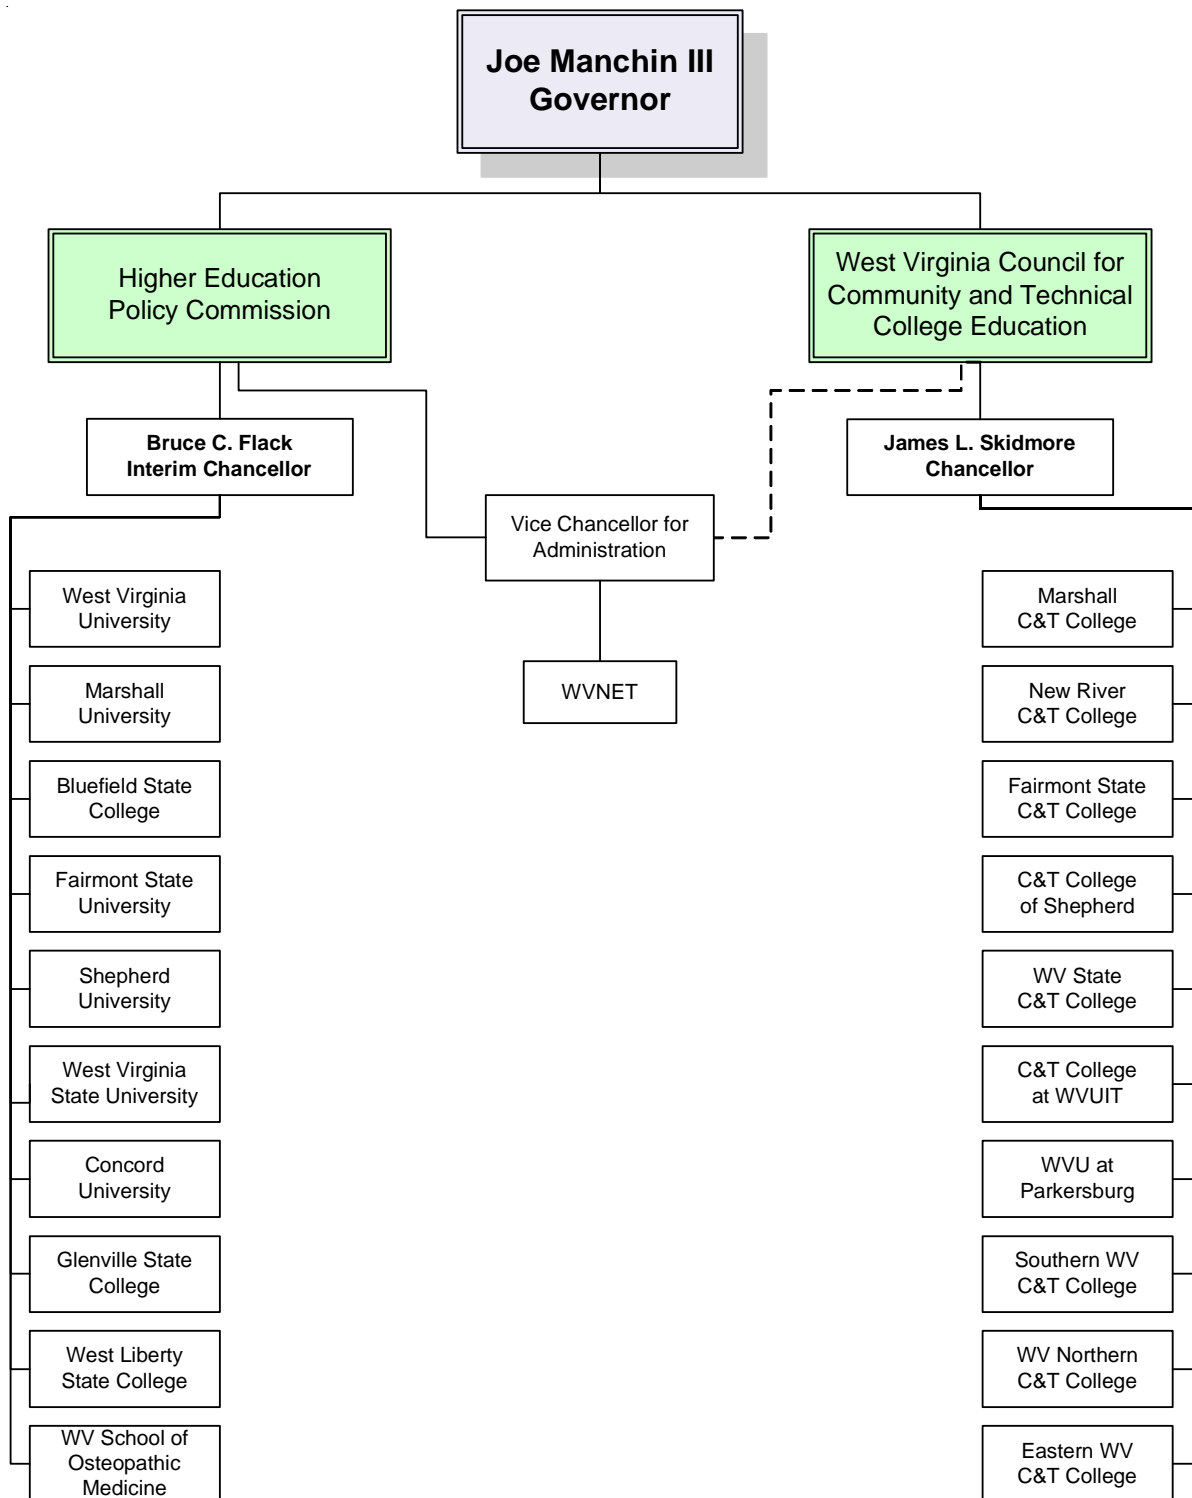 Joe Manchin III
Governor
Higher Education
Policy Commission
West Virginia Council for
Community and Technical
College Education
Bruce C. Flack
Interim Chancellor
James L. Skidmore
Chancellor
Vice Chancellor for
Administration
WVNET
West Virginia
University
Marshall
University
Bluefield State
College
Fairmont State
University
Shepherd
University
West Virginia
State University
Concord
University
Glenville State
College
West Liberty
State College
WV School of
Osteopathic
Medicine
Marshall
C&T College
New River
C&T College
Fairmont State
C&T College
C&T College
of Shepherd
WV State
C&T College
C&T College
at WVUIT
WVU at
Parkersburg
Southern WV
C&T College
WV Northern
C&T College
Eastern WV
C&T College